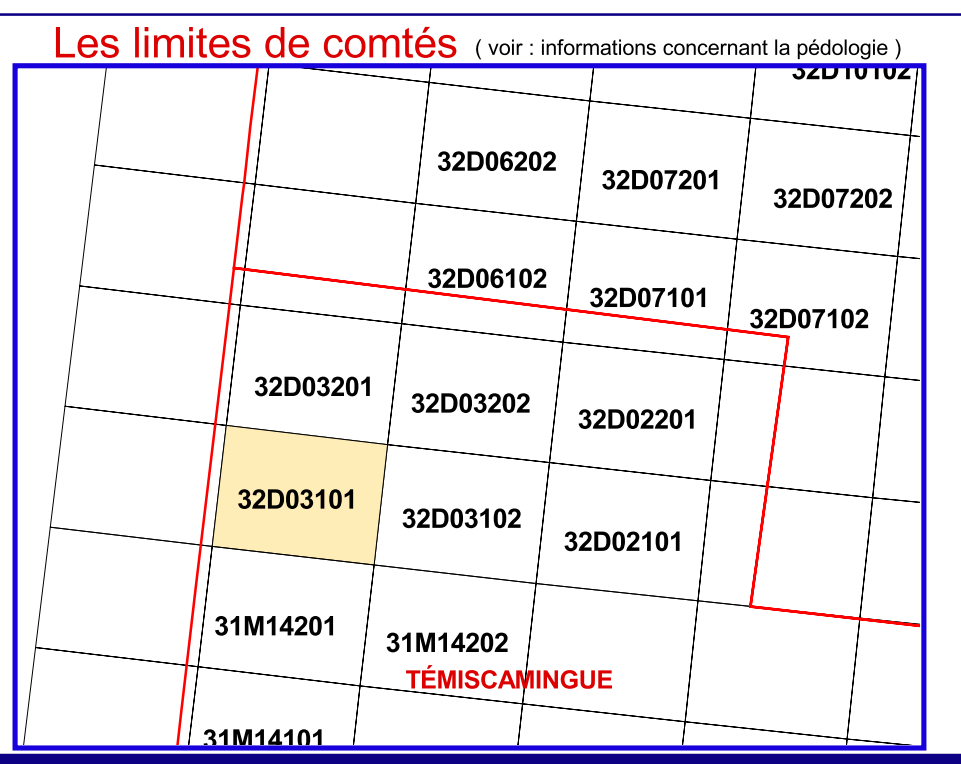 Les limites de comtés ( voir : informations concernant la pédologie )
32D10102
32D06202
32D07201
32D07202
32D06102
32D07101
32D07102
32D03201
32D03202
32D02201
32D03101
32D03102
32D02101
31M14201
31M14202
TÉMISCAMINGUE
31M14101